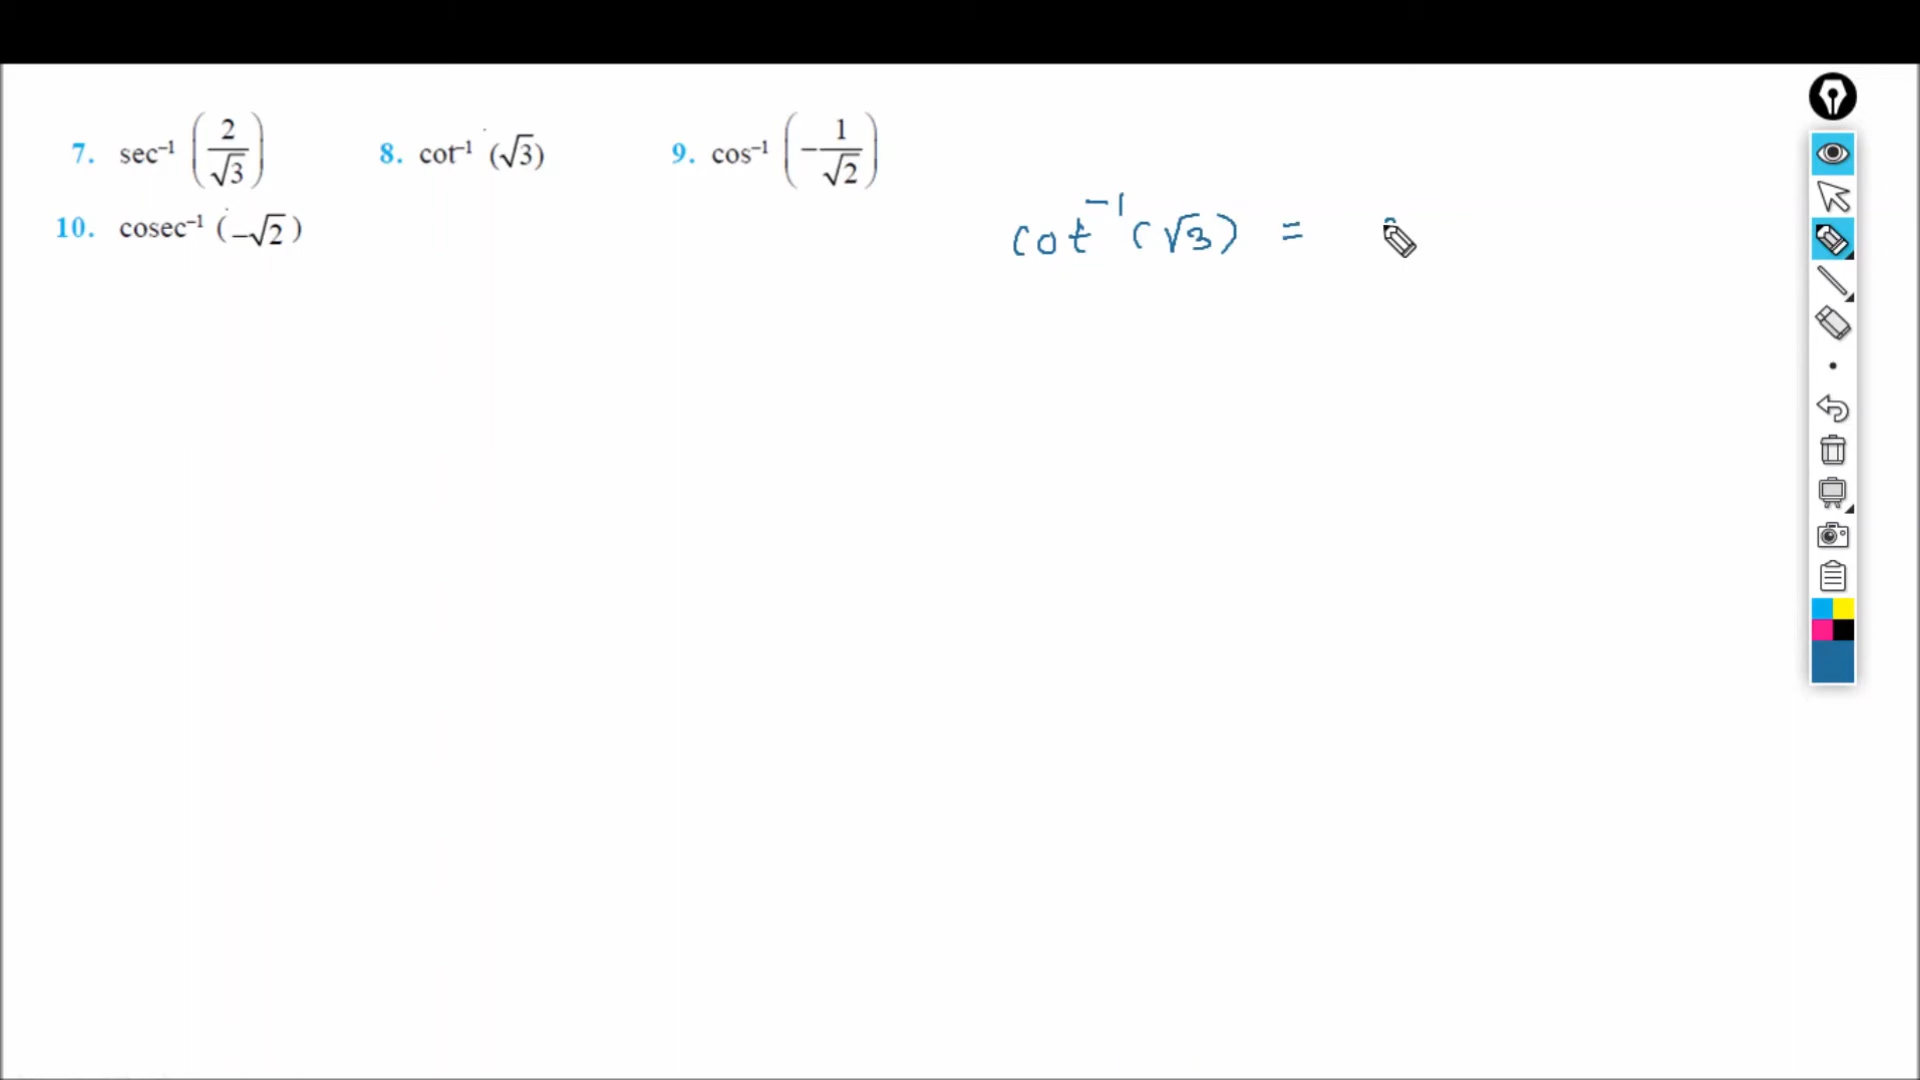 7. sec⁻¹ (2/√3) 8. cot⁻¹ (√3) 9. cos⁻¹ (−1/√2)
10. cosec⁻¹ (−√2)
cot⁻¹(√3) =